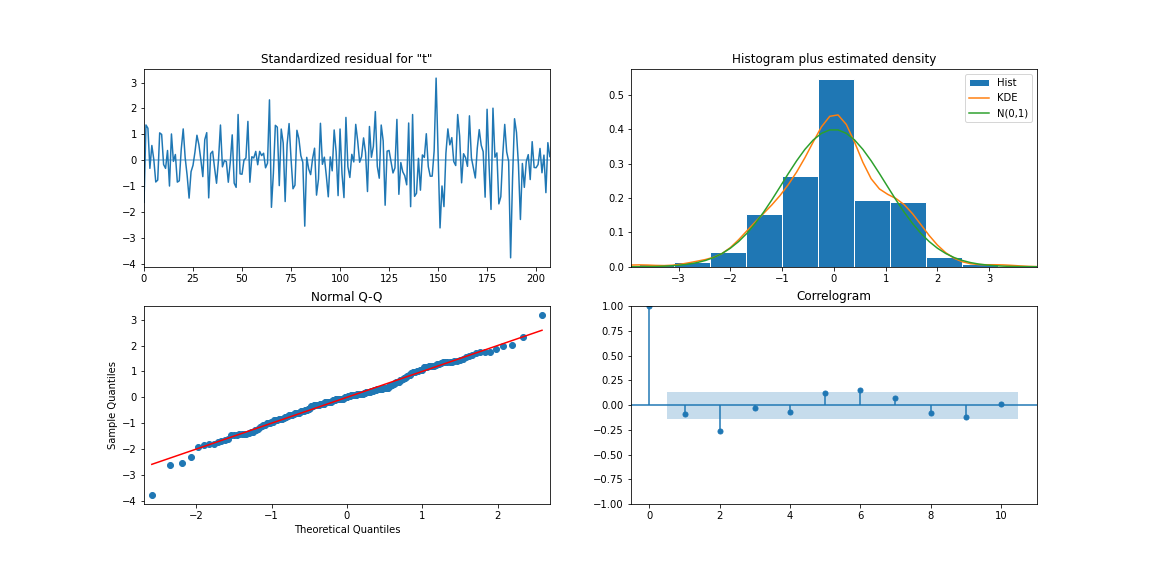 Standardized residual for "t"
3
2
1
0
−1
−2
−3
−4
0 25 50 75 100 125 150 175 200
Histogram plus estimated density
Hist
KDE
N(0,1)
0.5
0.4
0.3
0.2
0.1
0.0
−3 −2 −1 0 1 2 3
Normal Q-Q
Sample Quantiles
3
2
1
0
−1
−2
−3
−4
−2 −1 0 1 2
Theoretical Quantiles
Correlogram
1.00
0.75
0.50
0.25
0.00
−0.25
−0.50
−0.75
−1.00
0 2 4 6 8 10